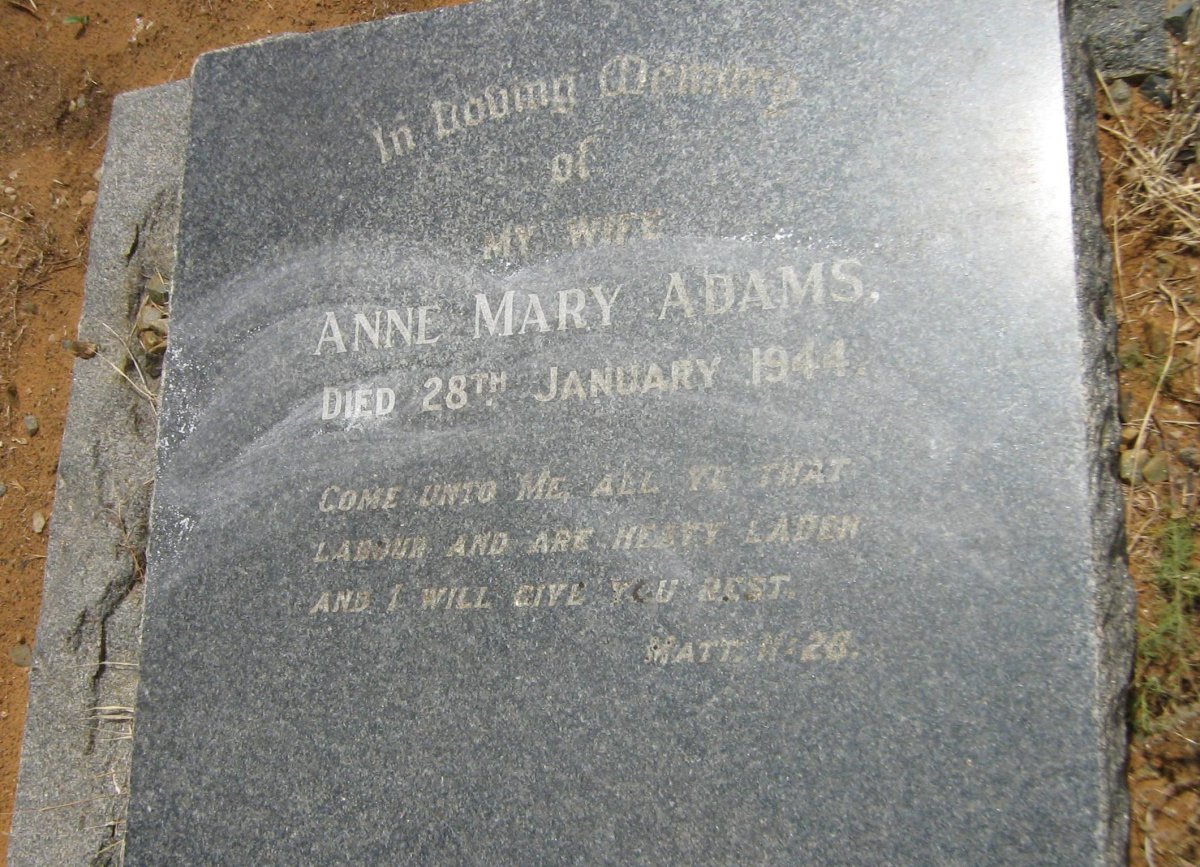 In Loving Memory
of
MY WIFE
ANNE MARY ADAMS.
DIED 28TH JANUARY 1944.
COME UNTO ME, ALL YE THAT
LABOUR AND ARE HEAVY LADEN
AND I WILL GIVE YOU REST.
MATT. 11:28.